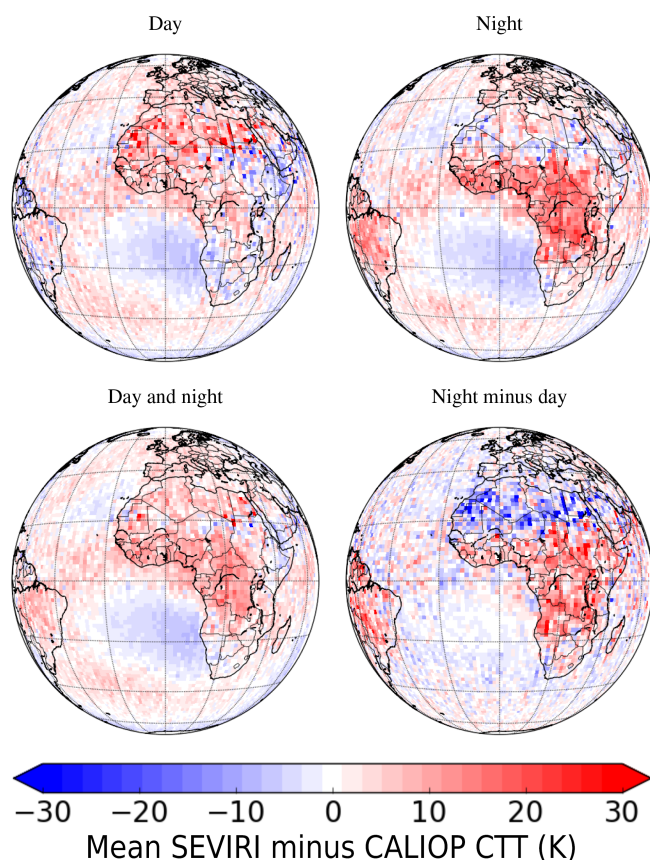 Day
Night
Day and night
Night minus day
−30 −20 −10 0 10 20 30
Mean SEVIRI minus CALIOP CTT (K)